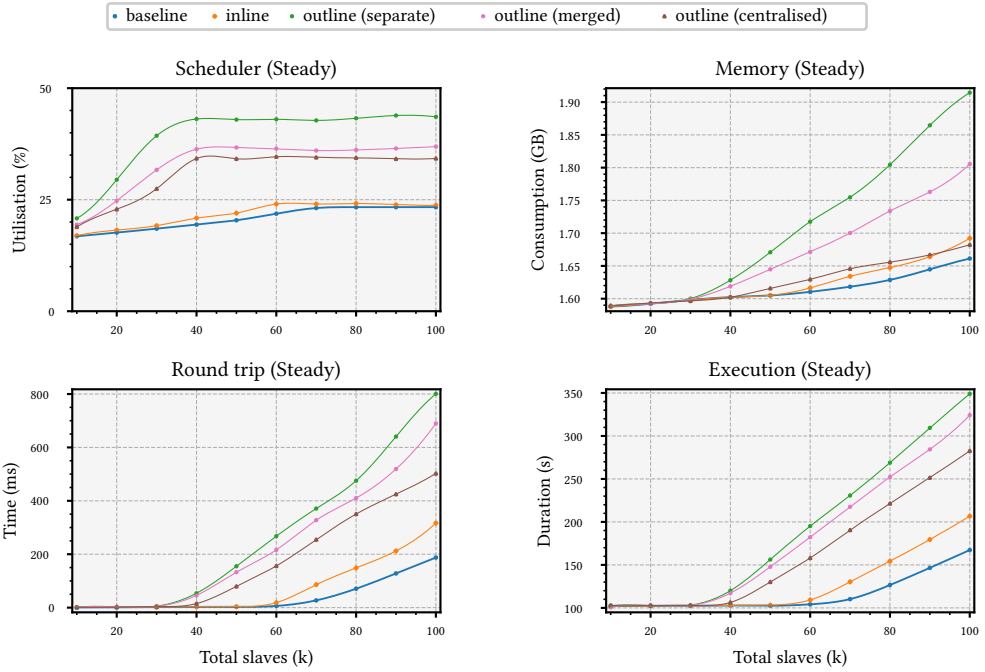 baseline inline outline (separate) outline (merged) outline (centralised)
Scheduler (Steady)
Utilisation (%)
50
25
0
20 40 60 80 100
Memory (Steady)
Consumption (GB)
1.90
1.85
1.80
1.75
1.70
1.65
1.60
20 40 60 80 100
Round trip (Steady)
Time (ms)
800
600
400
200
0
20 40 60 80 100
Total slaves (k)
Execution (Steady)
Duration (s)
350
300
250
200
150
100
20 40 60 80 100
Total slaves (k)